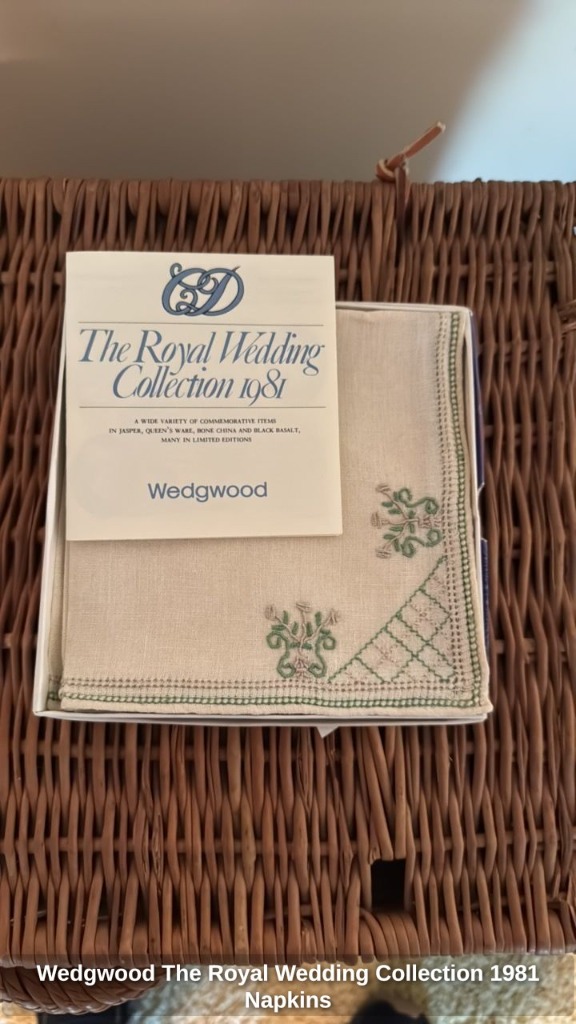 CD
The Royal Wedding
Collection 1981
A WIDE VARIETY OF COMMEMORATIVE ITEMS
IN JASPER, QUEEN'S WARE, BONE CHINA AND BLACK BASALT,
MANY IN LIMITED EDITIONS
Wedgwood
Wedgwood The Royal Wedding Collection 1981
Napkins